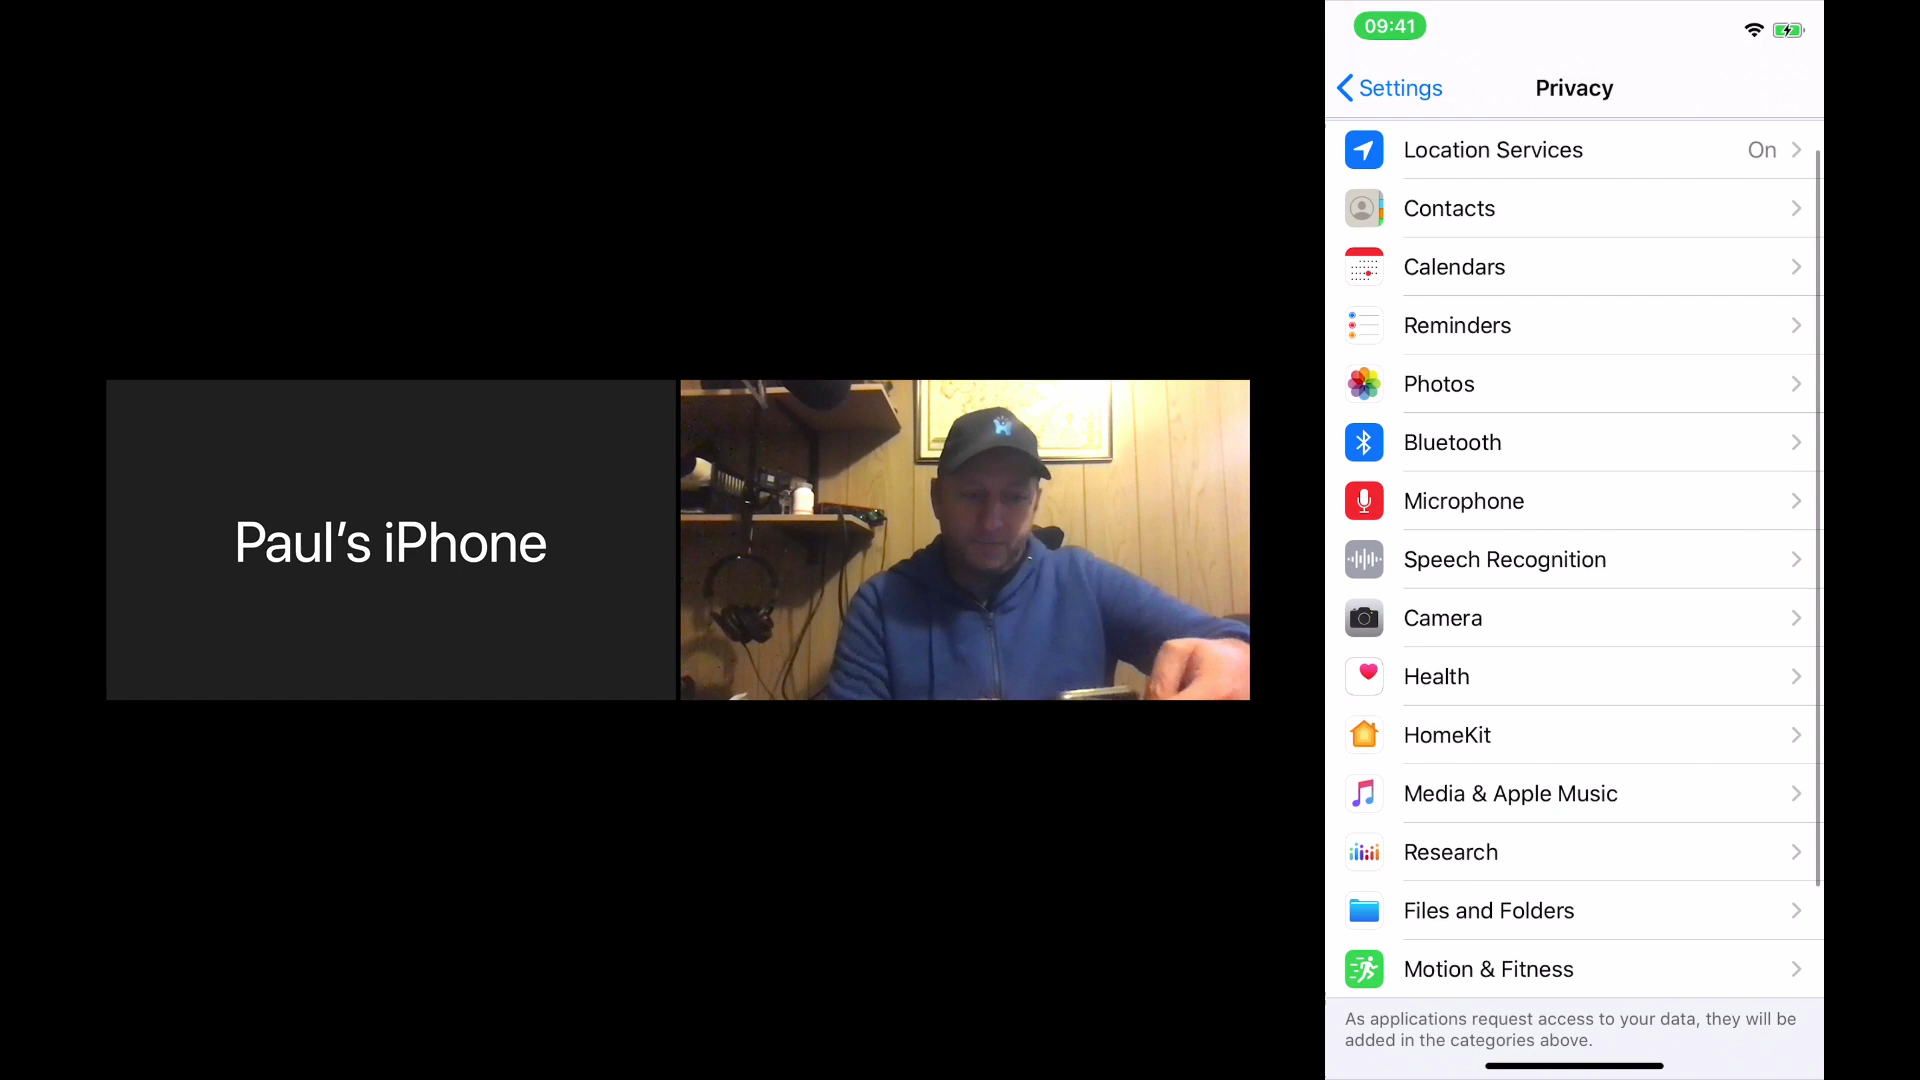 Paul's iPhone
09:41
Settings
Privacy
Location Services On
Contacts
Calendars
Reminders
Photos
Bluetooth
Microphone
Speech Recognition
Camera
Health
HomeKit
Media & Apple Music
Research
Files and Folders
Motion & Fitness
As applications request access to your data, they will be
added in the categories above.